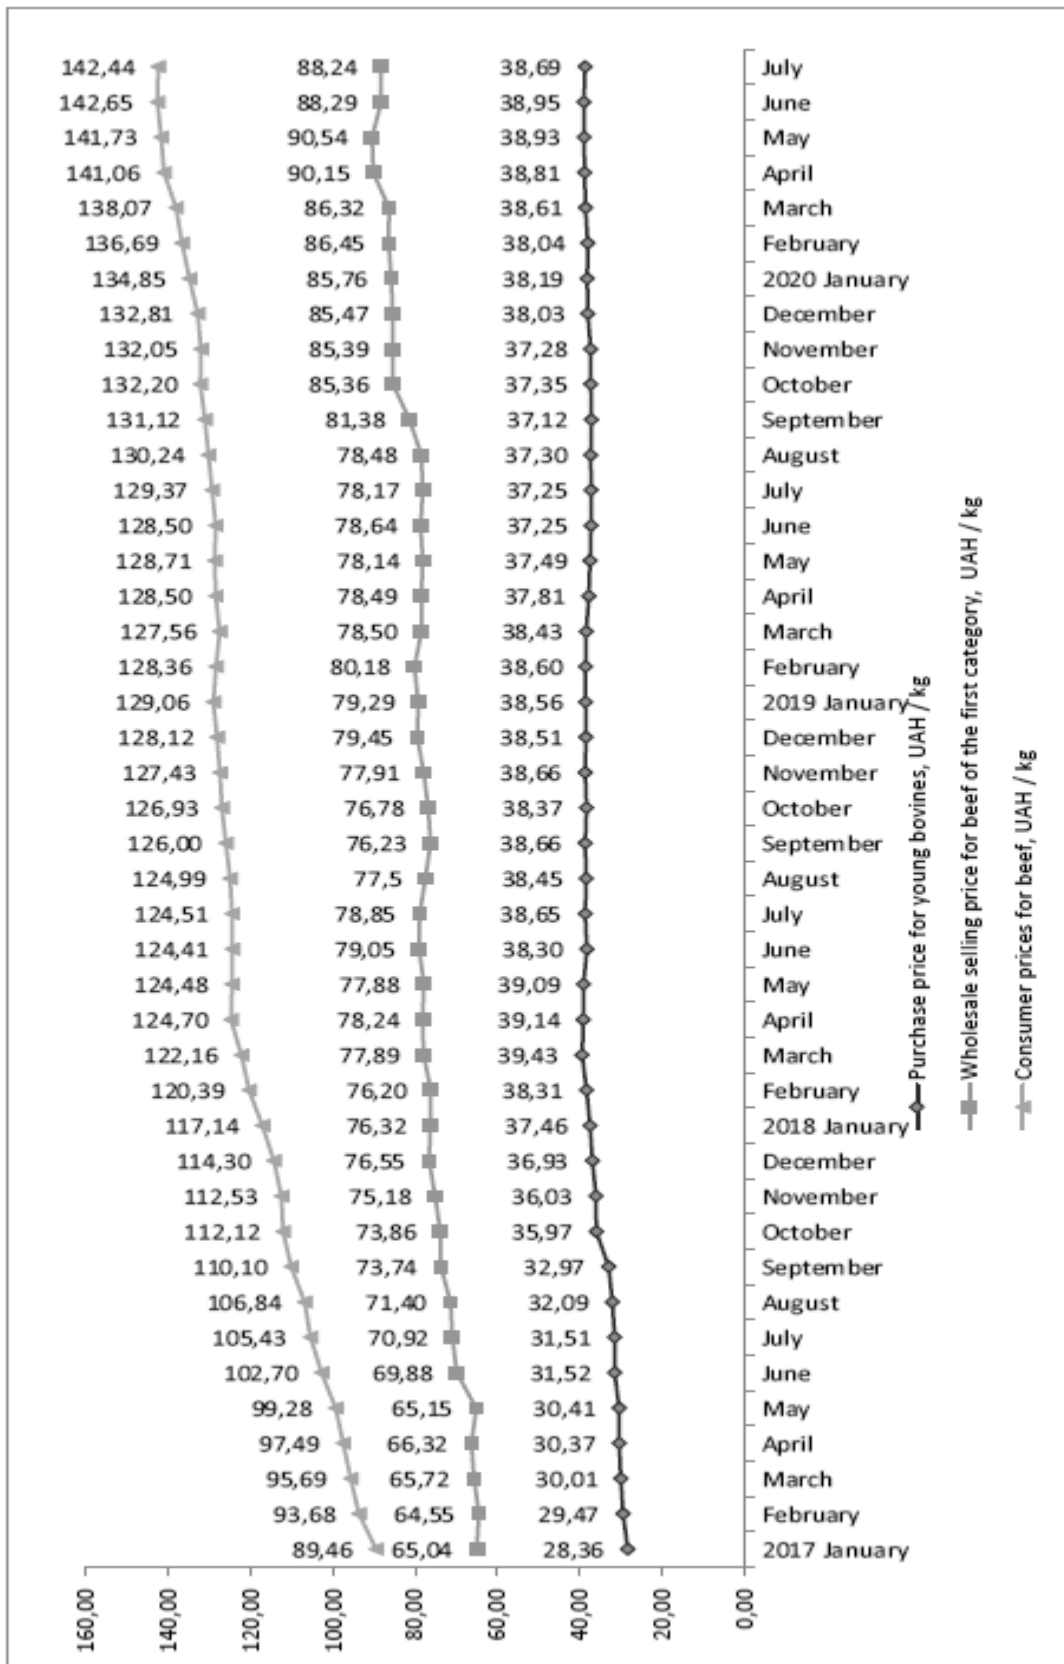 142,44 88,24 38,69 July
142,65 88,29 38,95 June
141,73 90,54 38,93 May
141,06 90,15 38,81 April
138,07 86,32 38,61 March
136,69 86,45 38,04 February
134,85 85,76 38,19 2020 January
132,81 85,47 38,03 December
132,05 85,39 37,28 November
132,20 85,36 37,35 October
131,12 81,38 37,12 September
130,24 78,48 37,30 August
129,37 78,17 37,25 July
128,50 78,64 37,25 June
128,71 78,14 37,49 May
128,50 78,49 37,81 April
127,56 78,50 38,43 March
128,36 80,18 38,60 February
129,06 79,29 38,56 2019 January
128,12 79,45 38,51 December
127,43 77,91 38,66 November
126,93 76,78 38,37 October
126,00 76,23 38,66 September
124,99 77,5 38,45 August
124,51 78,85 38,65 July
124,41 79,05 38,30 June
124,48 77,88 39,09 May
124,70 78,24 39,14 April
122,16 77,89 39,43 March
120,39 76,20 38,31 February
117,14 76,32 37,46 2018 January
114,30 76,55 36,93 December
112,53 75,18 36,03 November
112,12 73,86 35,97 October
110,10 73,74 32,97 September
106,84 71,40 32,09 August
105,43 70,92 31,51 July
102,70 69,88 31,52 June
99,28 65,15 30,41 May
97,49 66,32 30,37 April
95,69 65,72 30,01 March
93,68 64,55 29,47 February
89,46 65,04 28,36 2017 January
160,00
140,00
120,00
100,00
80,00
60,00
40,00
20,00
0,00
Purchase price for young bovines, UAH / kg
Wholesale selling price for beef of the first category, UAH / kg
Consumer prices for beef, UAH / kg